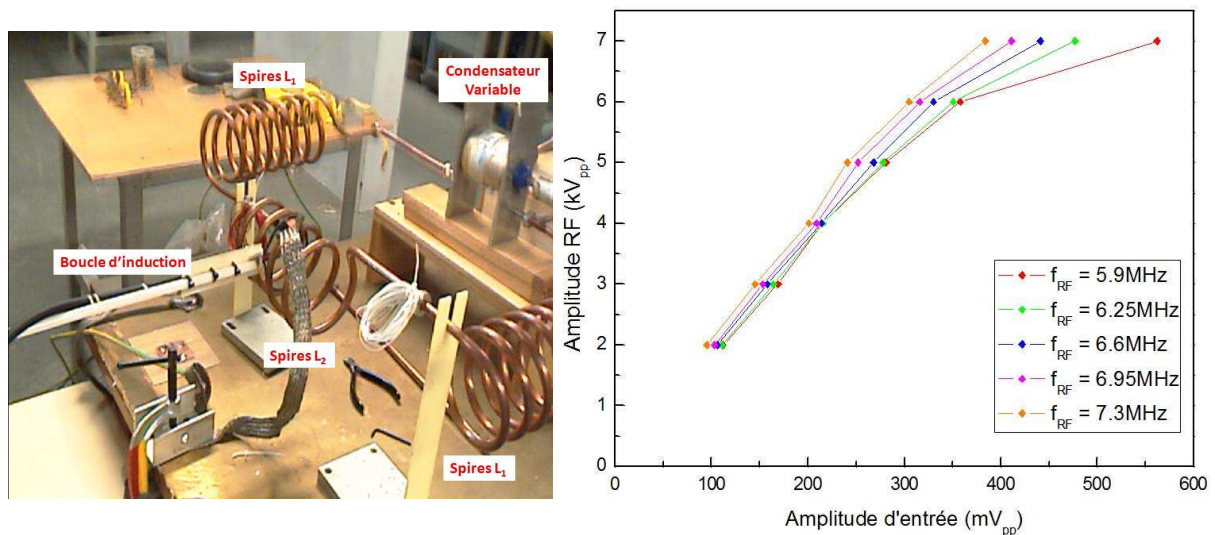 Spires L₁
Condensateur
Variable
Boucle d'induction
Spires L₂
Spires L₁
Amplitude RF (kVpp)
7
6
5
4
3
2
1
0
fRF = 5.9MHz
fRF = 6.25MHz
fRF = 6.6MHz
fRF = 6.95MHz
fRF = 7.3MHz
0 100 200 300 400 500 600
Amplitude d'entrée (mVpp)